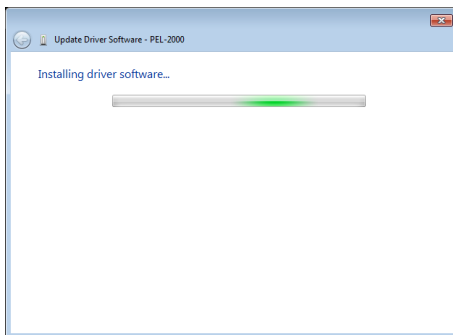 Update Driver Software - PEL-2000
Installing driver software...